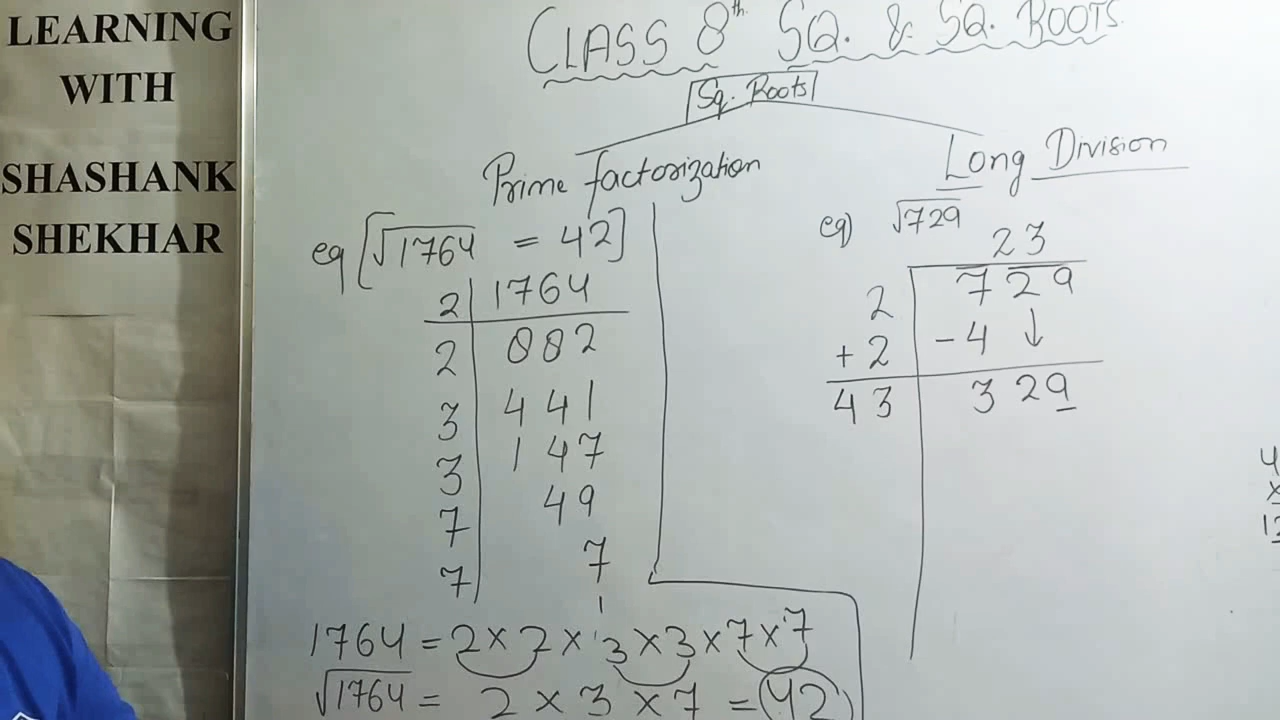 LEARNING
WITH
SHASHANK
SHEKHAR
CLASS 8th SQ. & SQ. ROOTS.
Sq. Roots
Prime factorization
eg [√1764 = 42]
2 | 1764
2 | 882
3 | 441
3 | 147
7 | 49
7 | 7
1
1764 = 2 × 2 × 3 × 3 × 7 × 7
√1764 = 2 × 3 × 7 = 42
Long Division
eg) √729
23
2 | 729
+ 2 | - 4 ↓
43 | 329
4
×
12